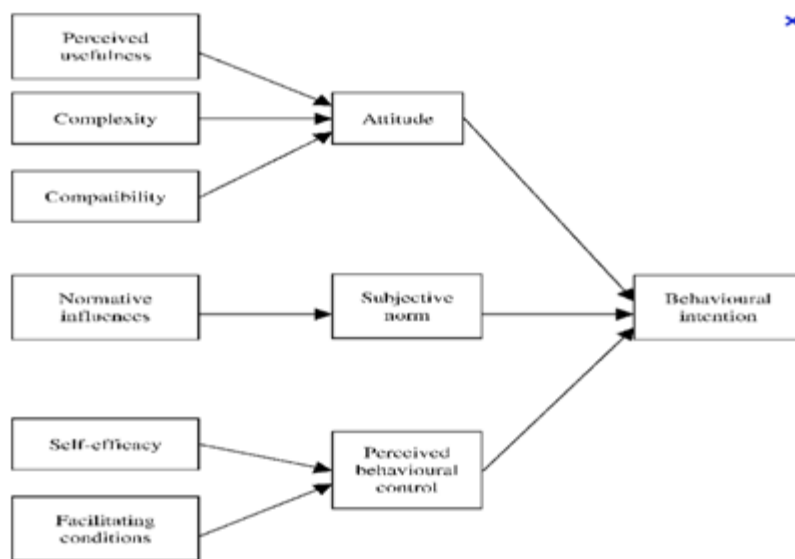 Perceived
usefulness
Complexity
Attitude
Compatibility
Normative
influences
Subjective
norm
Behavioural
intention
Self-efficacy
Perceived
behavioural
control
Facilitating
conditions